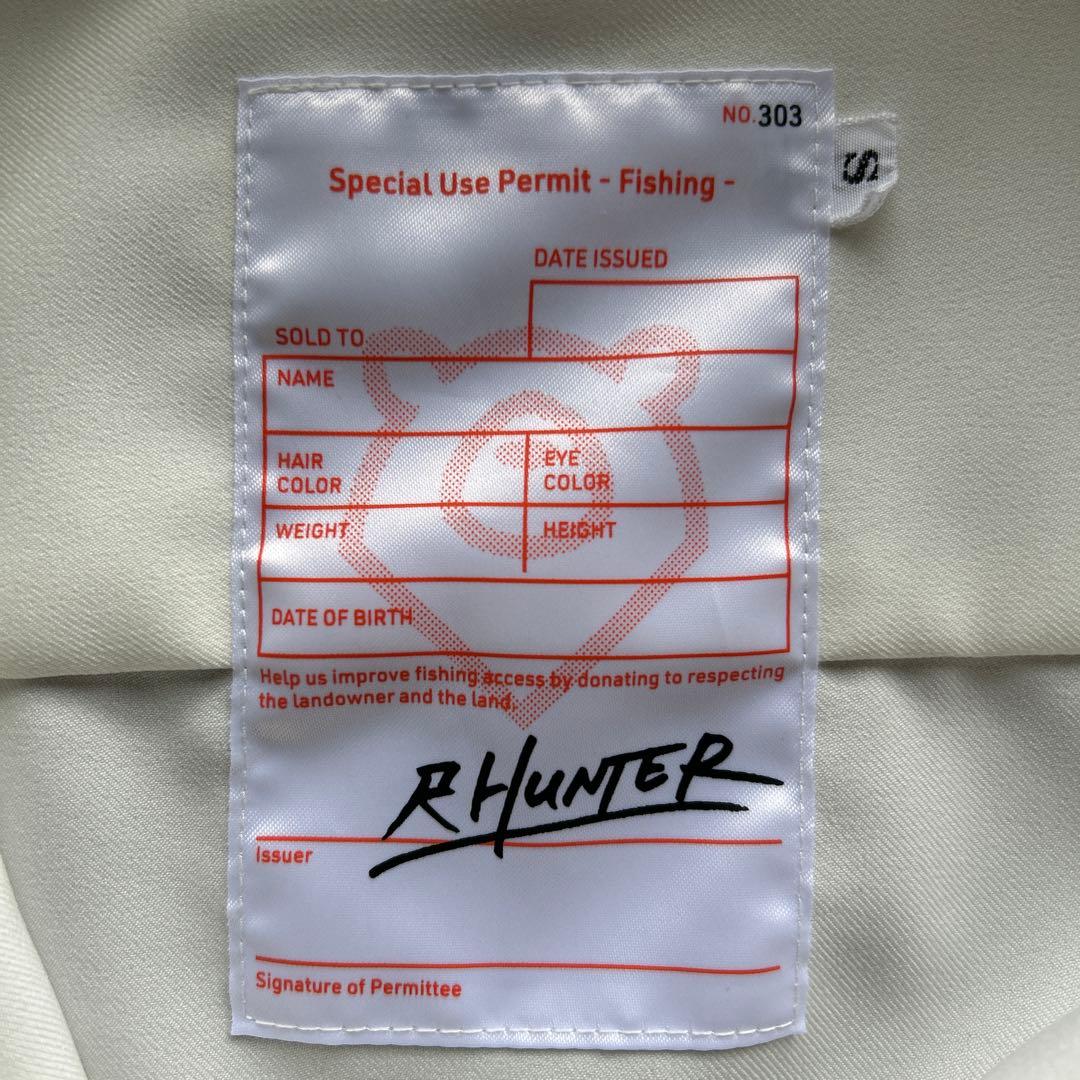 NO.303
S
Special Use Permit - Fishing -
DATE ISSUED
SOLD TO
NAME
HAIR COLOR
EYE COLOR
WEIGHT
HEIGHT
DATE OF BIRTH
Help us improve fishing access by donating to respecting
the landowner and the land.
R HUNTER
Issuer
Signature of Permittee